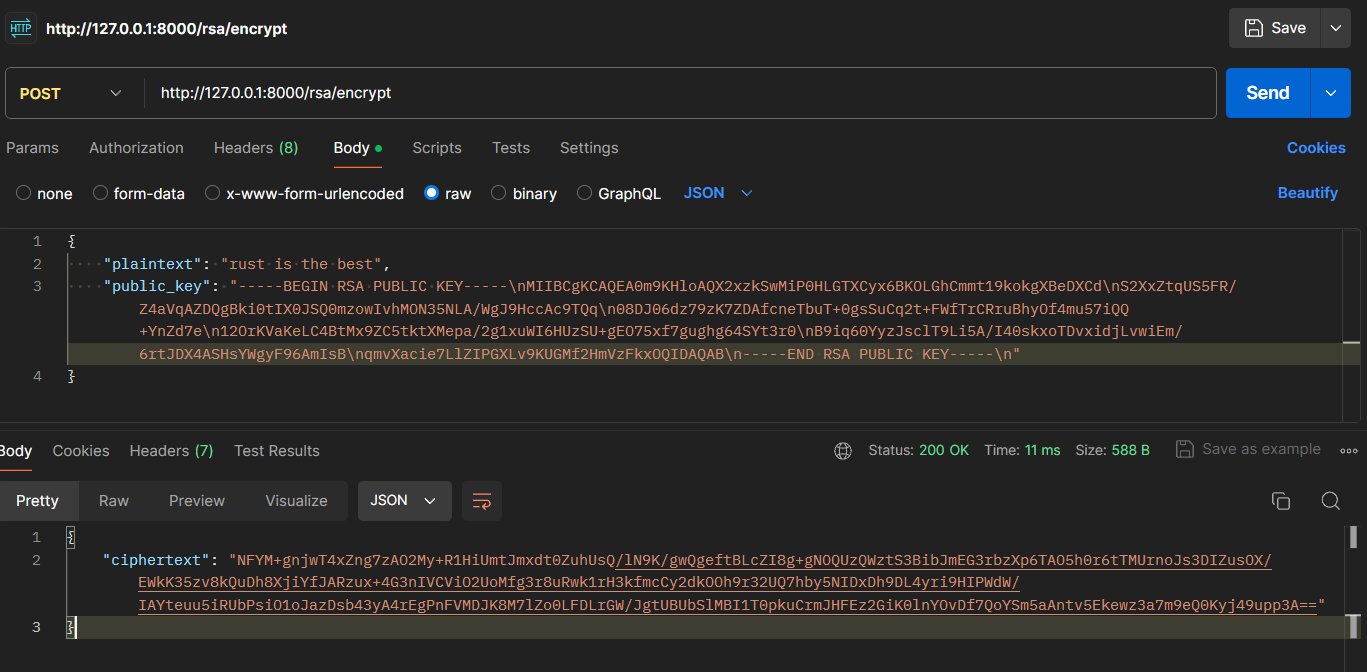 HTTP http://127.0.0.1:8000/rsa/encrypt Save
POST http://127.0.0.1:8000/rsa/encrypt Send
Params Authorization Headers (8) Body Scripts Tests Settings Cookies
none form-data x-www-form-urlencoded raw binary GraphQL JSON Beautify
1 {
2 "plaintext": "rust is the best",
3 "public_key": "-----BEGIN RSA PUBLIC KEY-----\nMIIBCgKCAQEA0m9KHloAQX2xzkSwMiP0HLGTXCyx6BKOLGhCmmt19kokgXBeDXCd\nS2XxZtqUS5FR/
Z4aVqAZDQgBki0tIX0JSQ0mzowIvhMON35NLA/WgJ9HccAc9TQq\n08DJ06dz79zK7ZDAfcneTbuT+0gsSuCq2t+FWfTrCRruBhyOf4mu57iQQ
+YnZd7e\n12OrKVaKeLC4BtMx9ZC5tktXMepa/2g1xuWI6HUzSU+gEO75xf7gughg64SYt3r0\nB9iq60YyzJsclT9Li5A/I40skxoTDvxidjLvwiEm/
6rtJDX4ASHsYWgyF96AmIsB\nqmvXacie7LlZIPGXLv9KUGMf2HmVzFkxOQIDAQAB\n-----END RSA PUBLIC KEY-----\n"
4 }
Body Cookies Headers (7) Test Results Status: 200 OK Time: 11 ms Size: 588 B Save as example
Pretty Raw Preview Visualize JSON
1 {
2 "ciphertext": "NFYM+gnjwT4xZng7zAO2My+R1HiUmtJmxdt0ZuhUsQ/lN9K/gwQgeftBLcZI8g+gNOQUzQWztS3BibJmEG3rbzXp6TAO5h0r6tTMUrnoJs3DIZusOX/
EWkK35zv8kQuDh8XjiYfJARzux+4G3nIVCViO2UoMfg3r8uRwk1rH3kfmcCy2dkOOh9r32UQ7hby5NIDxDh9DL4yri9HIPWdW/
IAYteuu5iRUbPsiO1oJazDsb43yA4rEgPnFVMDJK8M7lZo0LFDLrGW/JgtUBUbSlMBI1T0pkuCrmJHFEz2GiK0lnYOvDf7QoYSm5aAntv5Ekewz3a7m9eQ0Kyj49upp3A=="
3 }